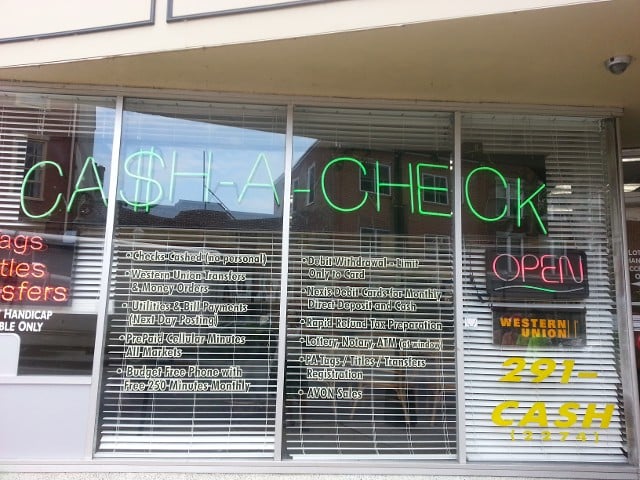 CA$H-A-CHECK
Tags
Titles
Transfers
HANDICAP
BLE ONLY
• Checks Cashed (no personal)
• Western Union Transfers
& Money Orders
• Utilities & Bill Payments
(Next Day Posting)
• PrePaid Cellular Minutes
All Markets
• Budget Free Phone with
Free 250 Minutes Monthly
• Debit Withdrawal - Limit
Only to Card
• Nexis Debit Cards for Monthly
Direct Deposit and Cash
• Rapid Refund Tax Preparation
• Lottery, Notary, ATM (@ window)
• PA Tags / Titles / Transfers
Registration
• AVON Sales
OPEN
WESTERN
UNION
291-
CASH
(2274)